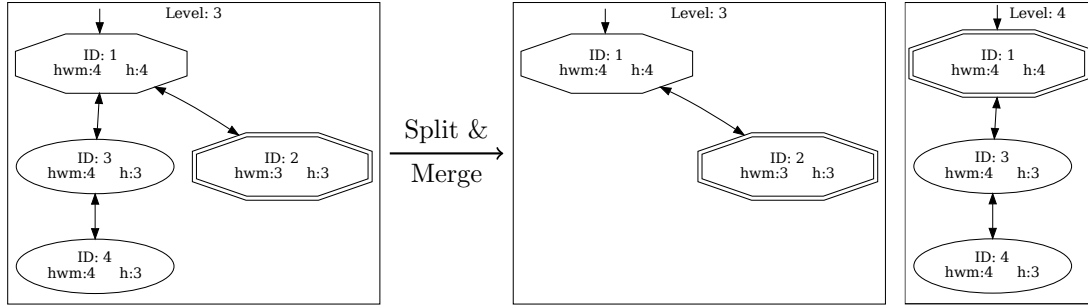 Level: 3
ID: 1
hwm:4 h:4
ID: 3
hwm:4 h:3
ID: 2
hwm:3 h:3
ID: 4
hwm:4 h:3
Split &
Merge
Level: 3
ID: 1
hwm:4 h:4
ID: 2
hwm:3 h:3
Level: 4
ID: 1
hwm:4 h:4
ID: 3
hwm:4 h:3
ID: 4
hwm:4 h:3